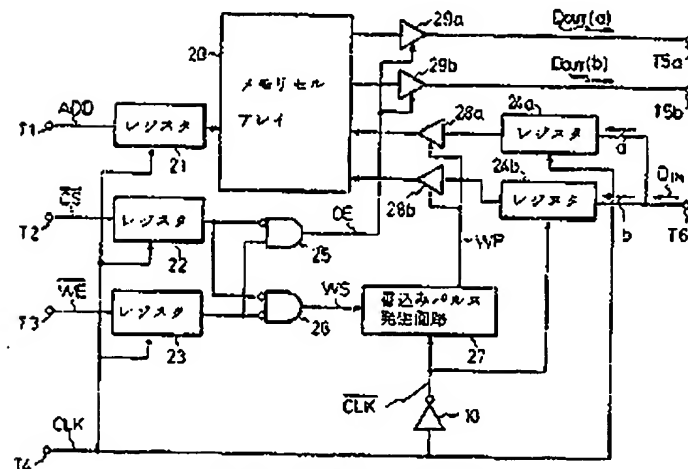 29a
DOUT(a)
20
T5a
メモリセル
アレイ
29b
DOUT(b)
T5b
ADD
T1
レジスタ
21
28a
24a
レジスタ
a
24b
DIN
CS
T2
レジスタ
22
28b
レジスタ
b
T6
OE
25
WP
WE
T3
レジスタ
23
WS
26
書込みパルス
発生回路
27
CLK
10
CLK
T4